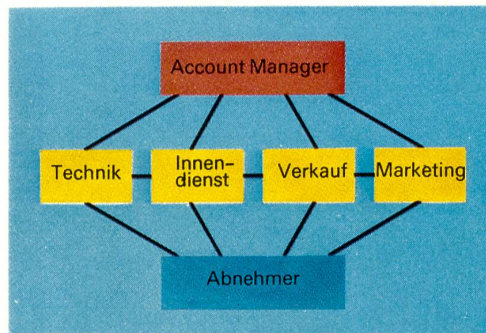 Account Manager
Technik
Innen-
dienst
Verkauf
Marketing
Abnehmer